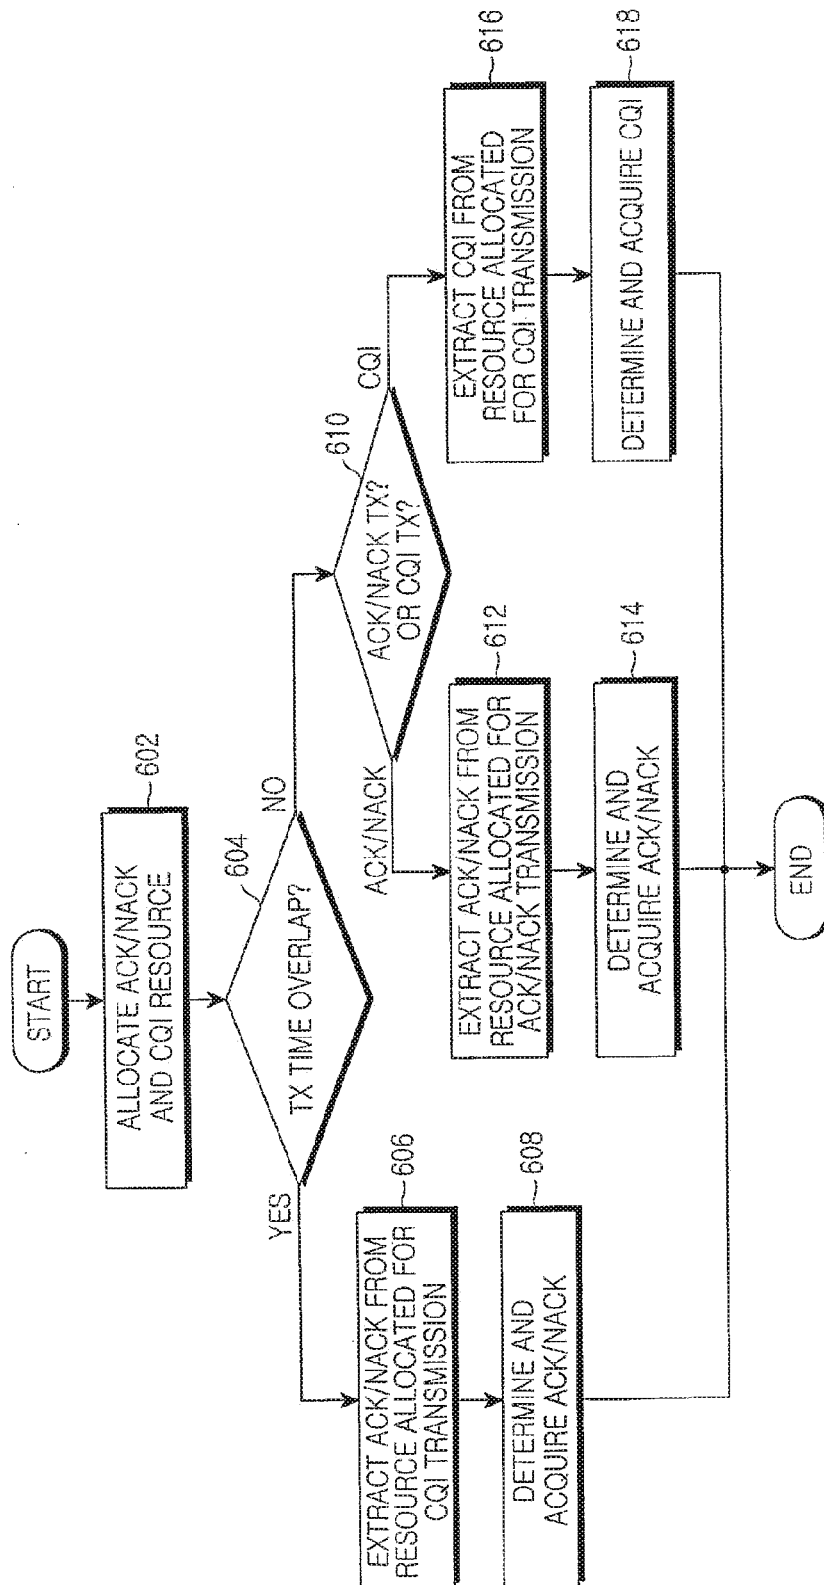 START
ALLOCATE ACK/NACK
AND CQI RESOURCE
602
TX TIME OVERLAP?
604
YES
NO
EXTRACT ACK/NACK FROM
RESOURCE ALLOCATED FOR
CQI TRANSMISSION
606
DETERMINE AND
ACQUIRE ACK/NACK
608
ACK/NACK TX?
OR CQI TX?
610
ACK/NACK
CQI
EXTRACT ACK/NACK FROM
RESOURCE ALLOCATED FOR
ACK/NACK TRANSMISSION
612
DETERMINE AND
ACQUIRE ACK/NACK
614
EXTRACT CQI FROM
RESOURCE ALLOCATED
FOR CQI TRANSMISSION
616
DETERMINE AND ACQUIRE CQI
618
END